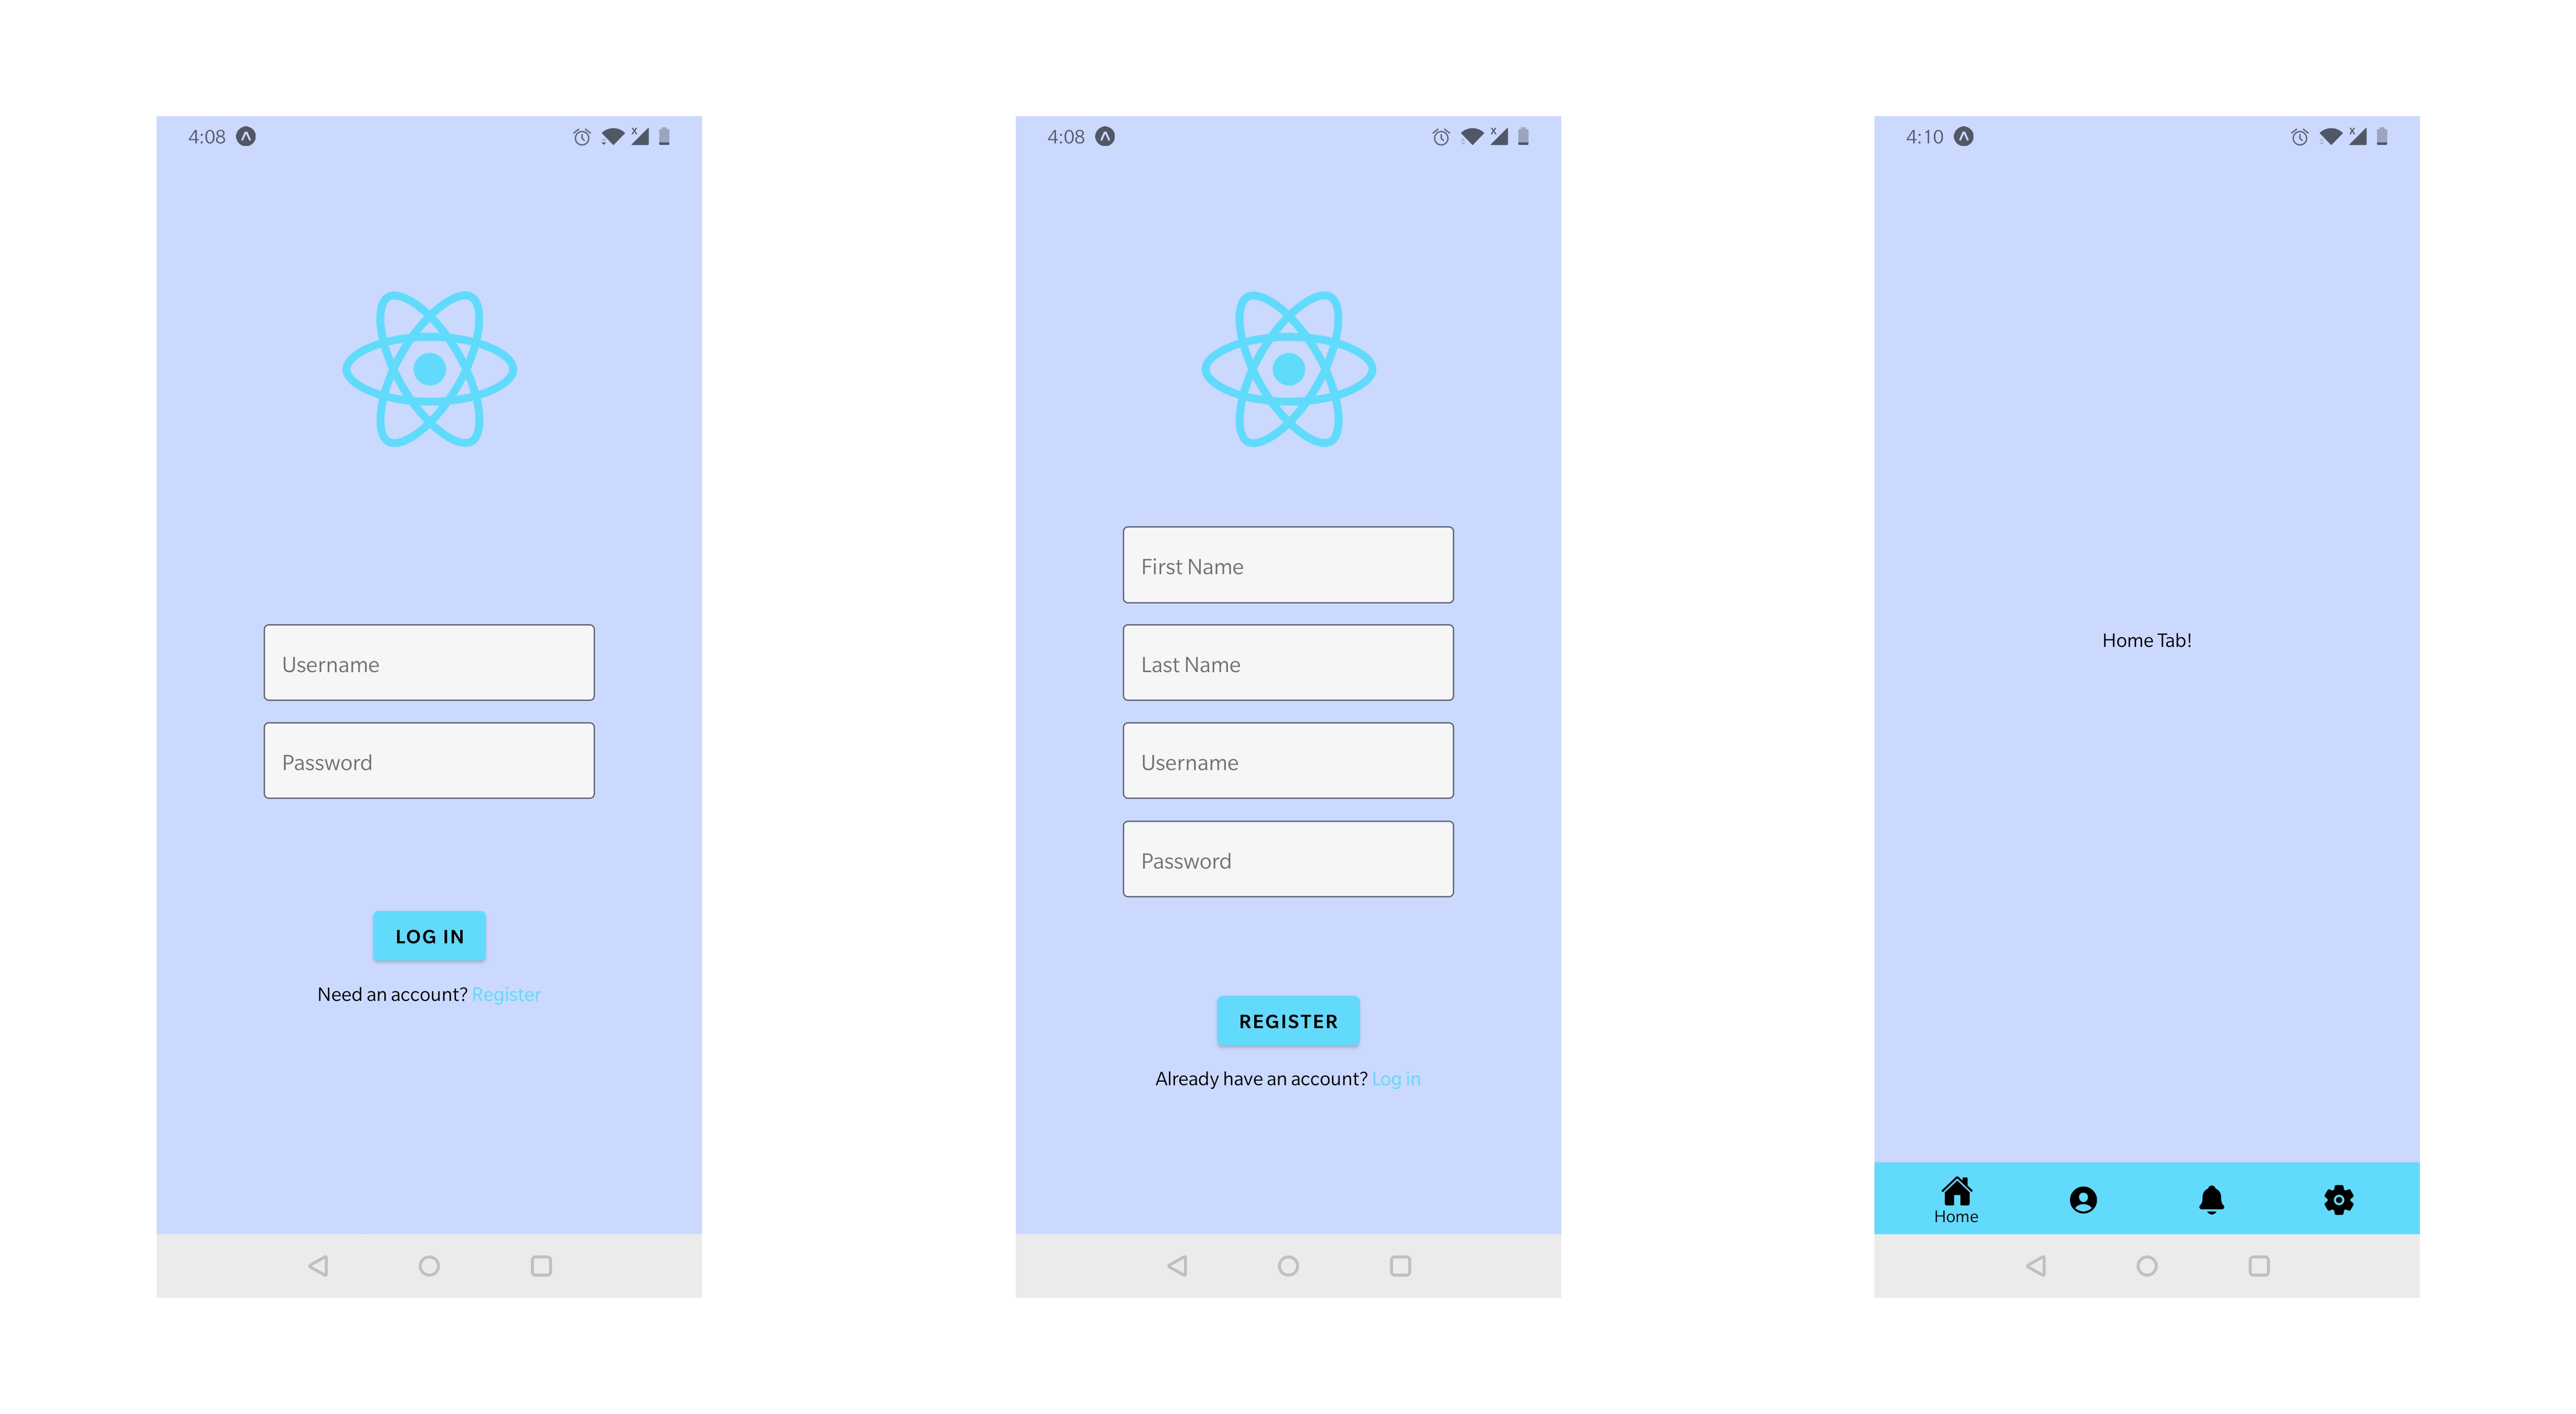 4:08
Username
Password
LOG IN
Need an account? Register
4:08
First Name
Last Name
Username
Password
REGISTER
Already have an account? Log in
4:10
Home Tab!
Home